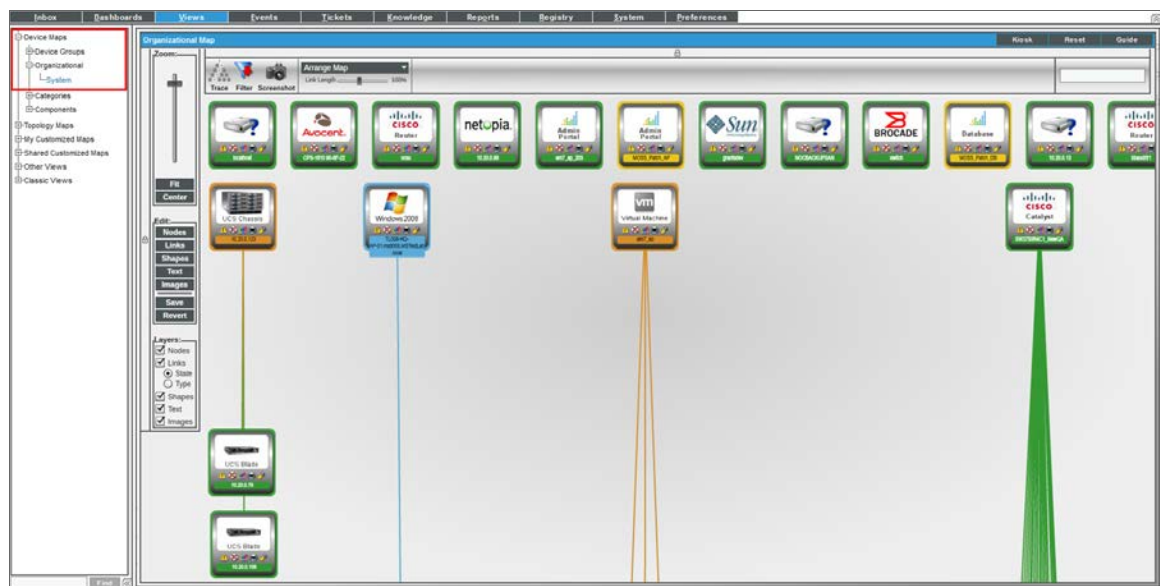 Inbox
Dashboards
Views
Events
Tickets
Knowledge
Reports
Registry
System
Preferences
Device Maps
Device Groups
Organizational
System
Categories
Components
Topology Maps
My Customized Maps
Shared Customized Maps
Other Views
Classic Views
Find
Organizational Map
Kiosk
Reset
Guide
Zoom:
Trace
Filter
Screenshot
Arrange Map
Link Length
100%
Fit
Center
Edit:
Nodes
Links
Shapes
Text
Images
Save
Revert
Layers:
Nodes
Links
State
Type
Shapes
Text
Images
localhost
Avocent.
CISCO
Router
netopia.
Admin
Portal
Admin
Portal
Sun
BROCADE
switch
Database
CISCO
Router
UCS Chassis
Windows 2008
vm
Virtual Machine
CISCO
Catalyst
UCS Blade
UCS Blade